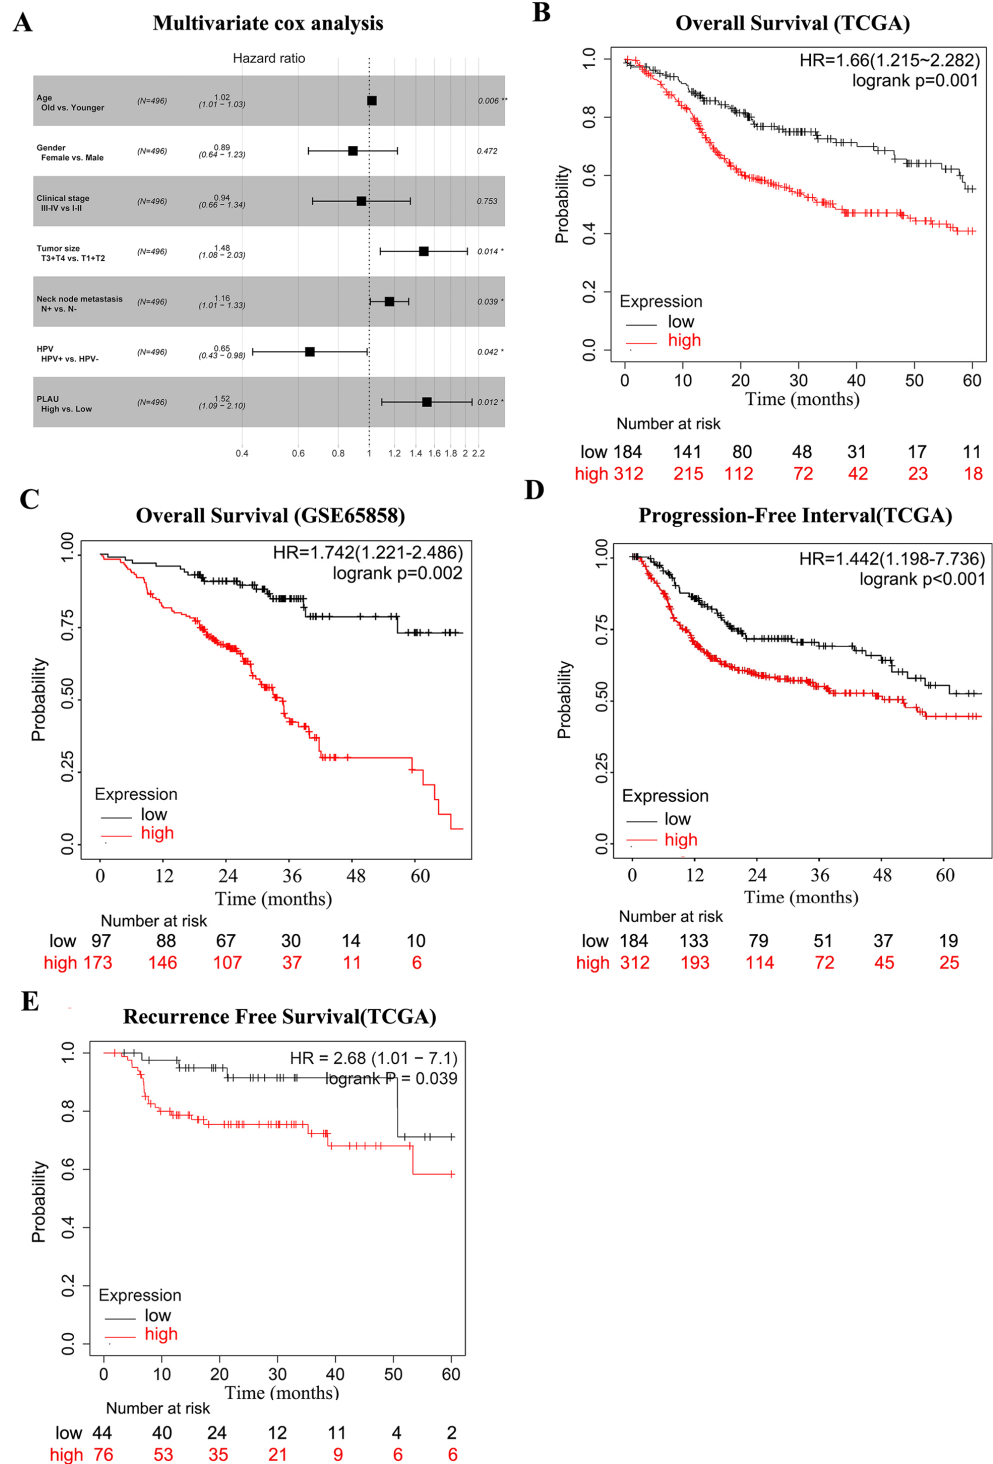 A
Multivariate cox analysis
Hazard ratio
Age
Old vs. Younger
(N=496)
1.02
(1.01 – 1.03)
0.006 **
Gender
Female vs. Male
(N=496)
0.89
(0.64 – 1.23)
0.472
Clinical stage
III-IV vs I-II
(N=496)
0.94
(0.66 – 1.34)
0.753
Tumor size
T3+T4 vs. T1+T2
(N=496)
1.48
(1.08 – 2.03)
0.014 *
Neck node metastasis
N+ vs. N-
(N=496)
1.16
(1.01 – 1.33)
0.039 *
HPV
HPV+ vs. HPV-
(N=496)
0.65
(0.43 – 0.98)
0.042 *
PLAU
High vs. Low
(N=496)
1.52
(1.09 – 2.10)
0.012 *
0.4 0.6 0.8 1 1.2 1.4 1.6 1.8 2 2.2
B
Overall Survival (TCGA)
HR=1.66(1.215~2.282)
logrank p=0.001
Probability
1.0
0.8
0.6
0.4
0.2
0.0
Expression
low
high
0 10 20 30 40 50 60
Time (months)
Number at risk
low 184 141 80 48 31 17 11
high 312 215 112 72 42 23 18
C
Overall Survival (GSE65858)
HR=1.742(1.221-2.486)
logrank p=0.002
Probability
1.00
0.75
0.50
0.25
0.0
Expression
low
high
0 12 24 36 48 60
Time (months)
Number at risk
low 97 88 67 30 14 10
high 173 146 107 37 11 6
D
Progression-Free Interval(TCGA)
HR=1.442(1.198-7.736)
logrank p<0.001
Probability
1.00
0.75
0.50
0.25
0.0
Expression
low
high
0 12 24 36 48 60
Time (months)
Number at risk
low 184 133 79 51 37 19
high 312 193 114 72 45 25
E
Recurrence Free Survival(TCGA)
HR = 2.68 (1.01 − 7.1)
logrank P = 0.039
Probability
1.0
0.8
0.6
0.4
0.2
0.0
Expression
low
high
0 10 20 30 40 50 60
Time (months)
Number at risk
low 44 40 24 12 11 4 2
high 76 53 35 21 9 6 6